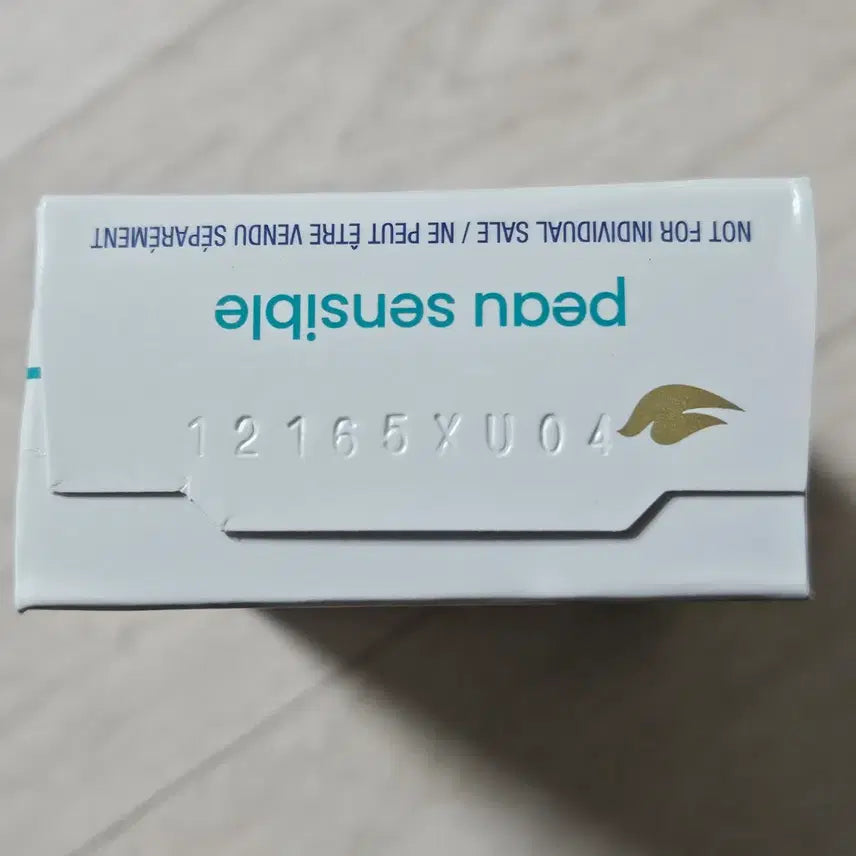 NOT FOR INDIVIDUAL SALE / NE PEUT ÊTRE VENDU SÉPARÉMENT
peau sensible
12165XU04